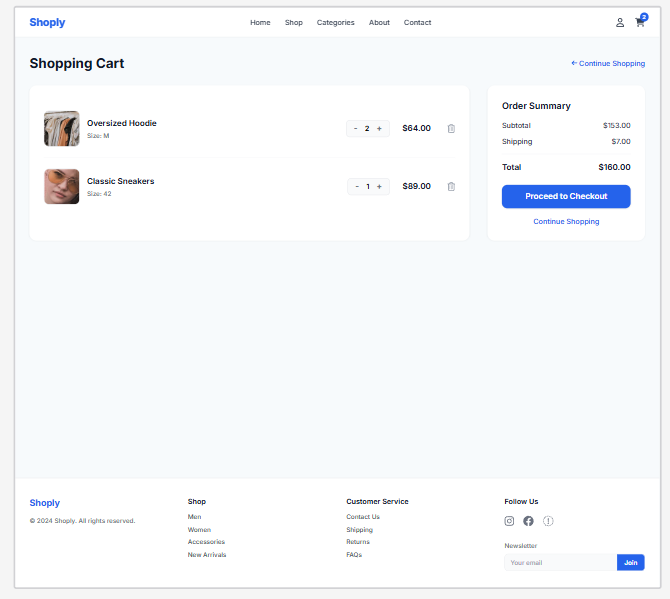 Shoply
Home Shop Categories About Contact
2
Shopping Cart
← Continue Shopping
Oversized Hoodie
Size: M
- 2 +
$64.00
Classic Sneakers
Size: 42
- 1 +
$89.00
Order Summary
Subtotal $153.00
Shipping $7.00
Total $160.00
Proceed to Checkout
Continue Shopping
Shoply
© 2024 Shoply. All rights reserved.
Shop
Men
Women
Accessories
New Arrivals
Customer Service
Contact Us
Shipping
Returns
FAQs
Follow Us
Newsletter
Your email
Join